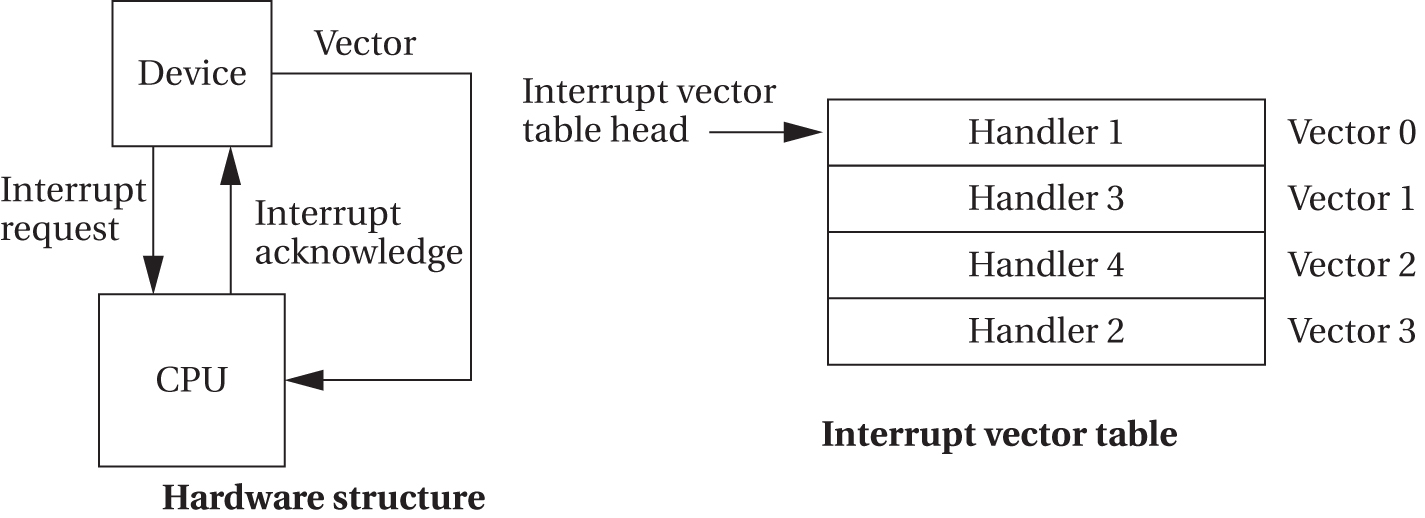 Device
Vector
Interrupt
request
Interrupt
acknowledge
CPU
Hardware structure
Interrupt vector
table head
Handler 1
Vector 0
Handler 3
Vector 1
Handler 4
Vector 2
Handler 2
Vector 3
Interrupt vector table